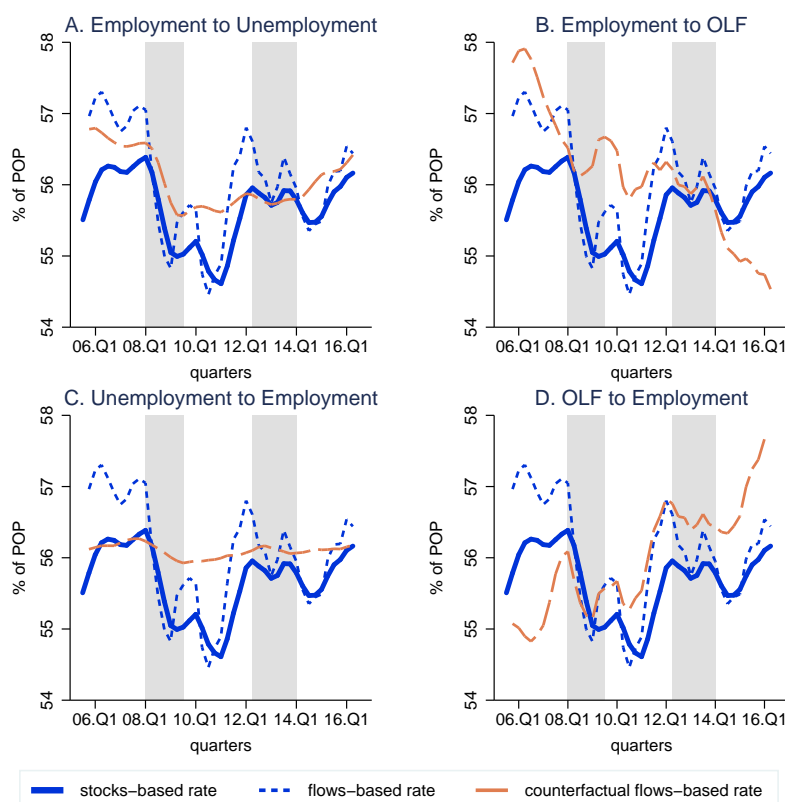 A. Employment to Unemployment
B. Employment to OLF
58
57
56
55
54
% of POP
06.Q1 08.Q1 10.Q1 12.Q1 14.Q1 16.Q1
quarters
58
57
56
55
54
% of POP
06.Q1 08.Q1 10.Q1 12.Q1 14.Q1 16.Q1
quarters
C. Unemployment to Employment
D. OLF to Employment
58
57
56
55
54
% of POP
06.Q1 08.Q1 10.Q1 12.Q1 14.Q1 16.Q1
quarters
58
57
56
55
54
% of POP
06.Q1 08.Q1 10.Q1 12.Q1 14.Q1 16.Q1
quarters
stocks−based rate flows−based rate counterfactual flows−based rate